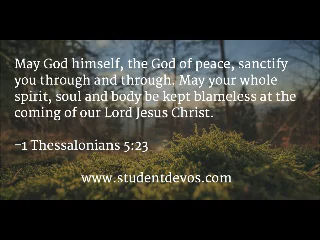 May God himself, the God of peace, sanctify
you through and through. May your whole
spirit, soul and body be kept blameless at the
coming of our Lord Jesus Christ.
-1 Thessalonians 5:23
www.studentdevos.com